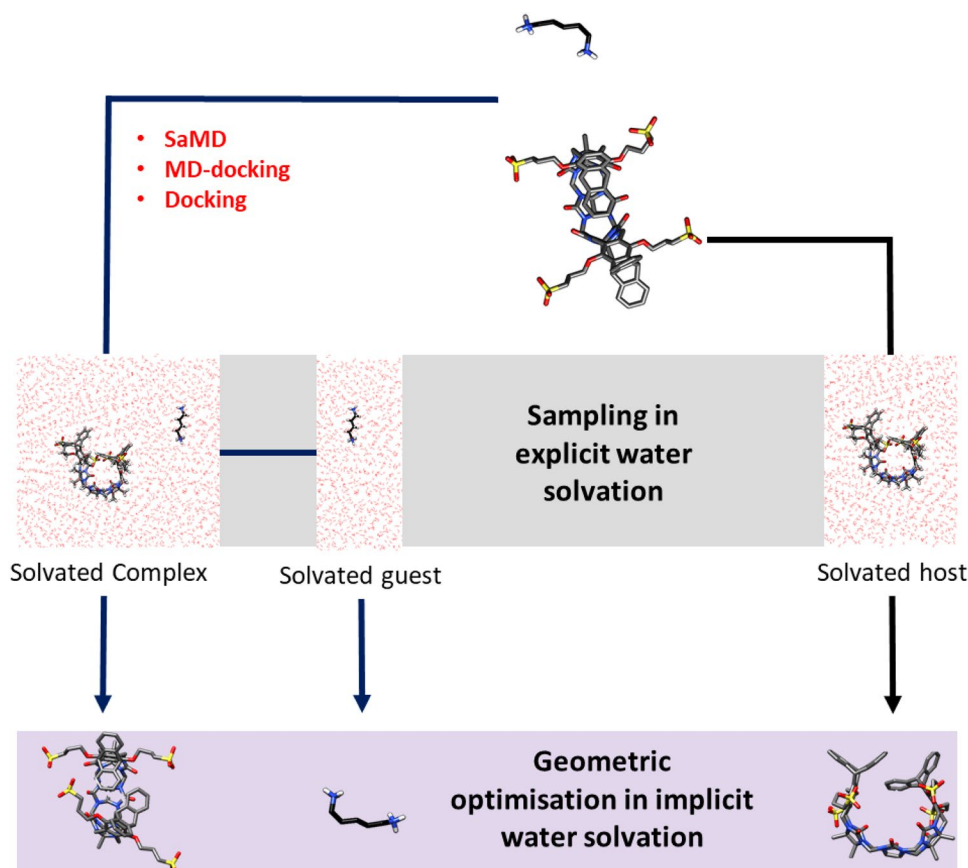 • SaMD
• MD-docking
• Docking
Sampling in
explicit water
solvation
Solvated Complex
Solvated guest
Solvated host
Geometric
optimisation in implicit
water solvation